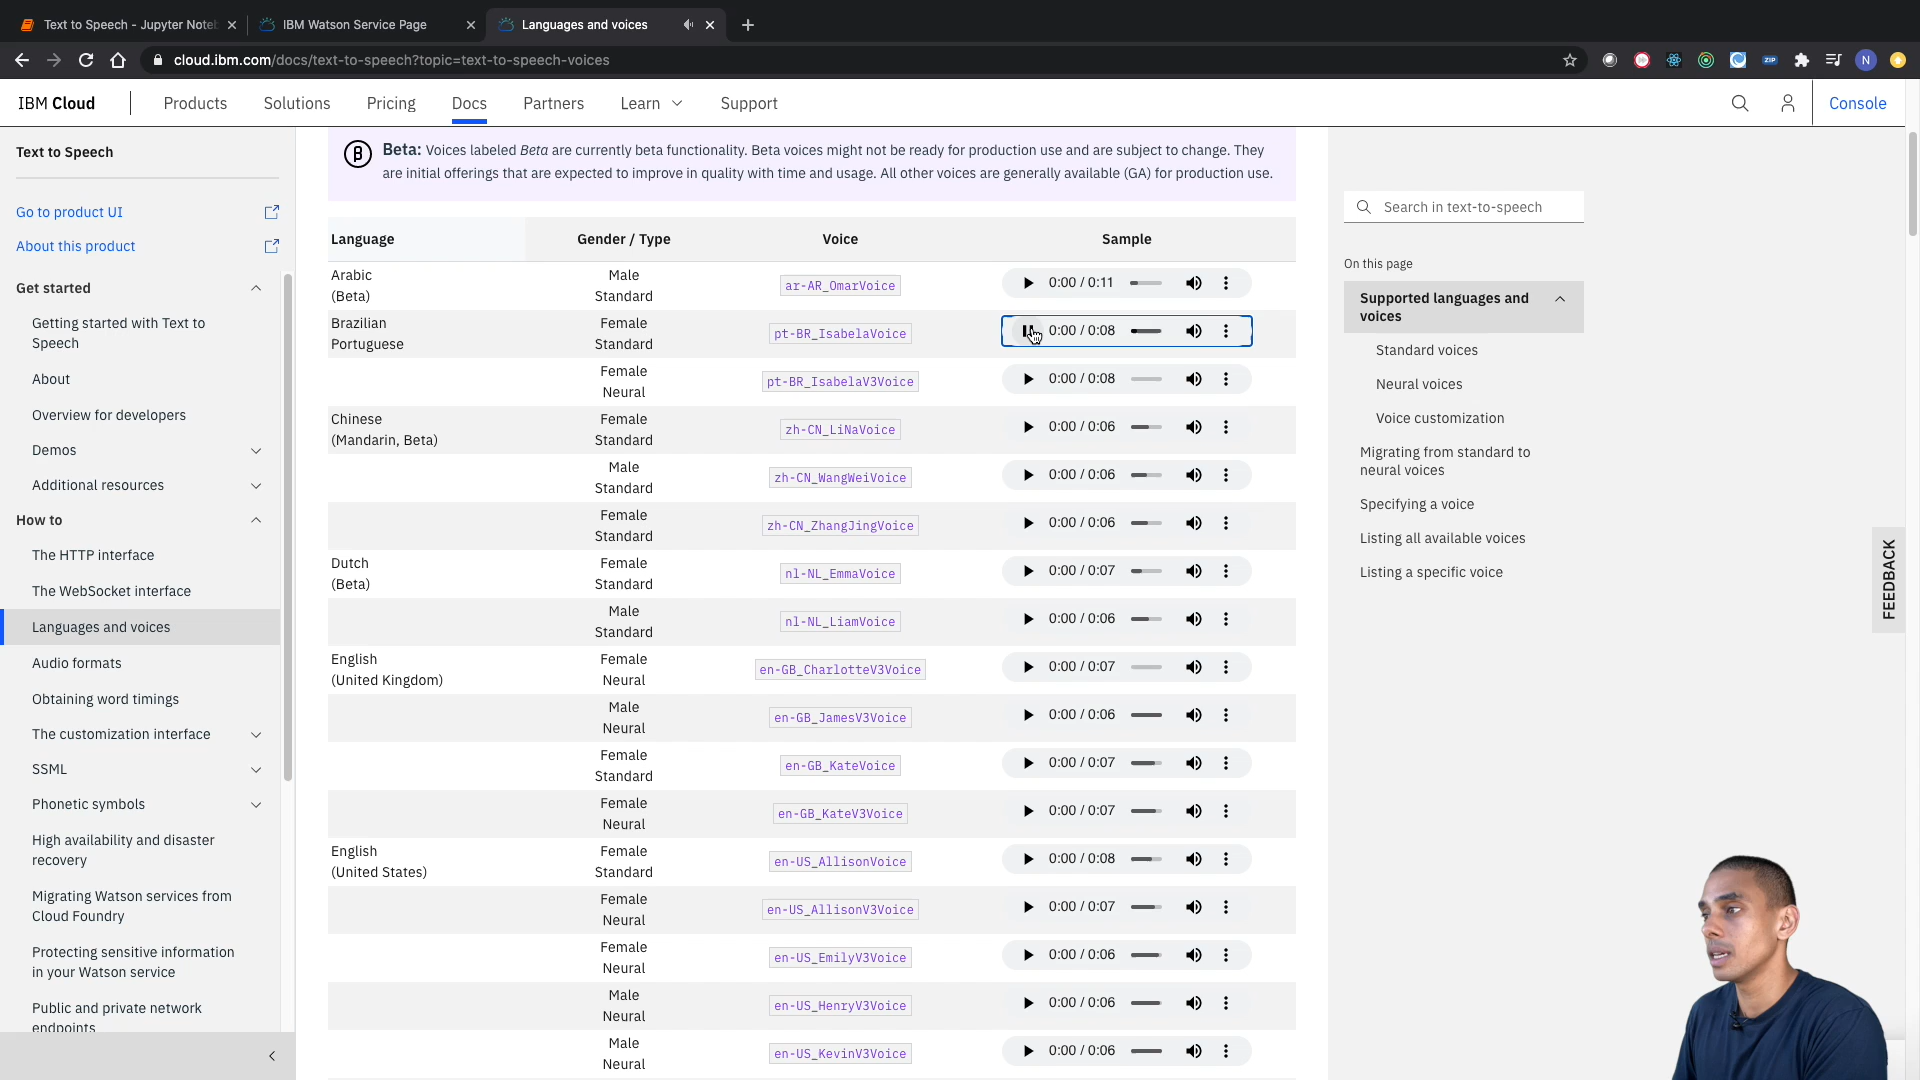 Text to Speech - Jupyter Note
IBM Watson Service Page
Languages and voices
cloud.ibm.com/docs/text-to-speech?topic=text-to-speech-voices
ZIP
N
IBM Cloud
Products
Solutions
Pricing
Docs
Partners
Learn
Support
Console
Text to Speech
Go to product UI
About this product
Get started
Getting started with Text to
Speech
About
Overview for developers
Demos
Additional resources
How to
The HTTP interface
The WebSocket interface
Languages and voices
Audio formats
Obtaining word timings
The customization interface
SSML
Phonetic symbols
High availability and disaster
recovery
Migrating Watson services from
Cloud Foundry
Protecting sensitive information
in your Watson service
Public and private network
endpoints
β Beta: Voices labeled Beta are currently beta functionality. Beta voices might not be ready for production use and are subject to change. They
are initial offerings that are expected to improve in quality with time and usage. All other voices are generally available (GA) for production use.
Language Gender / Type Voice Sample
Arabic
(Beta)
Male
Standard
ar-AR_OmarVoice
0:00 / 0:11
Brazilian
Portuguese
Female
Standard
pt-BR_IsabelaVoice
0:00 / 0:08
Female
Neural
pt-BR_IsabelaV3Voice
0:00 / 0:08
Chinese
(Mandarin, Beta)
Female
Standard
zh-CN_LiNaVoice
0:00 / 0:06
Male
Standard
zh-CN_WangWeiVoice
0:00 / 0:06
Female
Standard
zh-CN_ZhangJingVoice
0:00 / 0:06
Dutch
(Beta)
Female
Standard
nl-NL_EmmaVoice
0:00 / 0:07
Male
Standard
nl-NL_LiamVoice
0:00 / 0:06
English
(United Kingdom)
Female
Neural
en-GB_CharlotteV3Voice
0:00 / 0:07
Male
Neural
en-GB_JamesV3Voice
0:00 / 0:06
Female
Standard
en-GB_KateVoice
0:00 / 0:07
Female
Neural
en-GB_KateV3Voice
0:00 / 0:07
English
(United States)
Female
Standard
en-US_AllisonVoice
0:00 / 0:08
Female
Neural
en-US_AllisonV3Voice
0:00 / 0:07
Female
Neural
en-US_EmilyV3Voice
0:00 / 0:06
Male
Neural
en-US_HenryV3Voice
0:00 / 0:06
Male
Neural
en-US_KevinV3Voice
0:00 / 0:06
Search in text-to-speech
On this page
Supported languages and
voices
Standard voices
Neural voices
Voice customization
Migrating from standard to
neural voices
Specifying a voice
Listing all available voices
Listing a specific voice
FEEDBACK